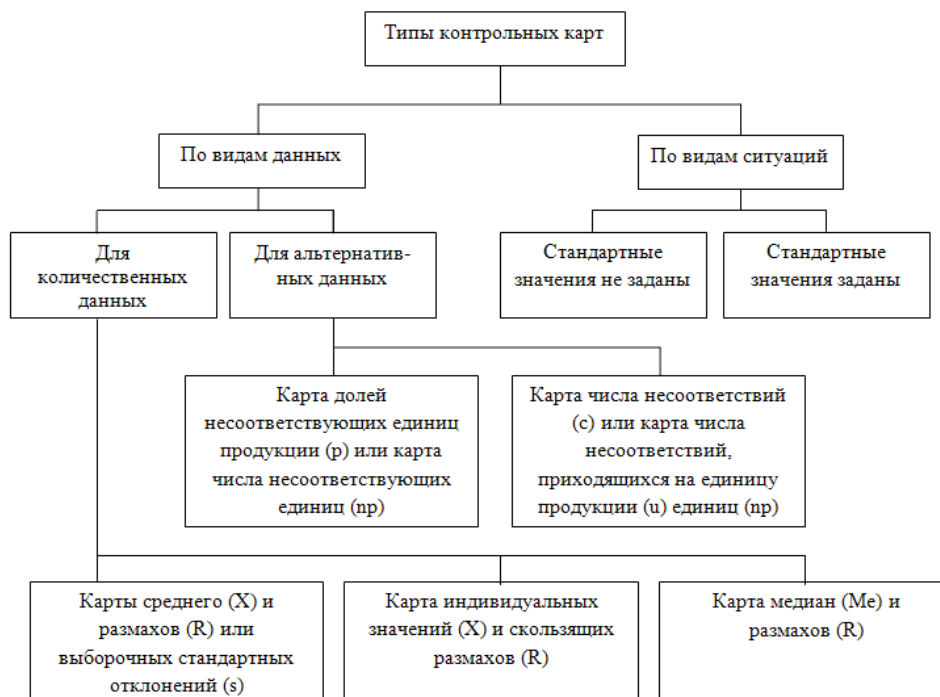 Типы контрольных карт
По видам данных
По видам ситуаций
Для
количественных
данных
Для альтернатив-
ных данных
Стандартные
значения не заданы
Стандартные
значения заданы
Карта долей
несоответствующих единиц
продукции (p) или карта
числа несоответствующих
единиц (np)
Карта числа несоответствий
(c) или карта числа
несоответствий,
приходящихся на единицу
продукции (u) единиц (np)
Карты среднего (X) и
размахов (R) или
выборочных стандартных
отклонений (s)
Карта индивидуальных
значений (X) и скользящих
размахов (R)
Карта медиан (Me) и
размахов (R)